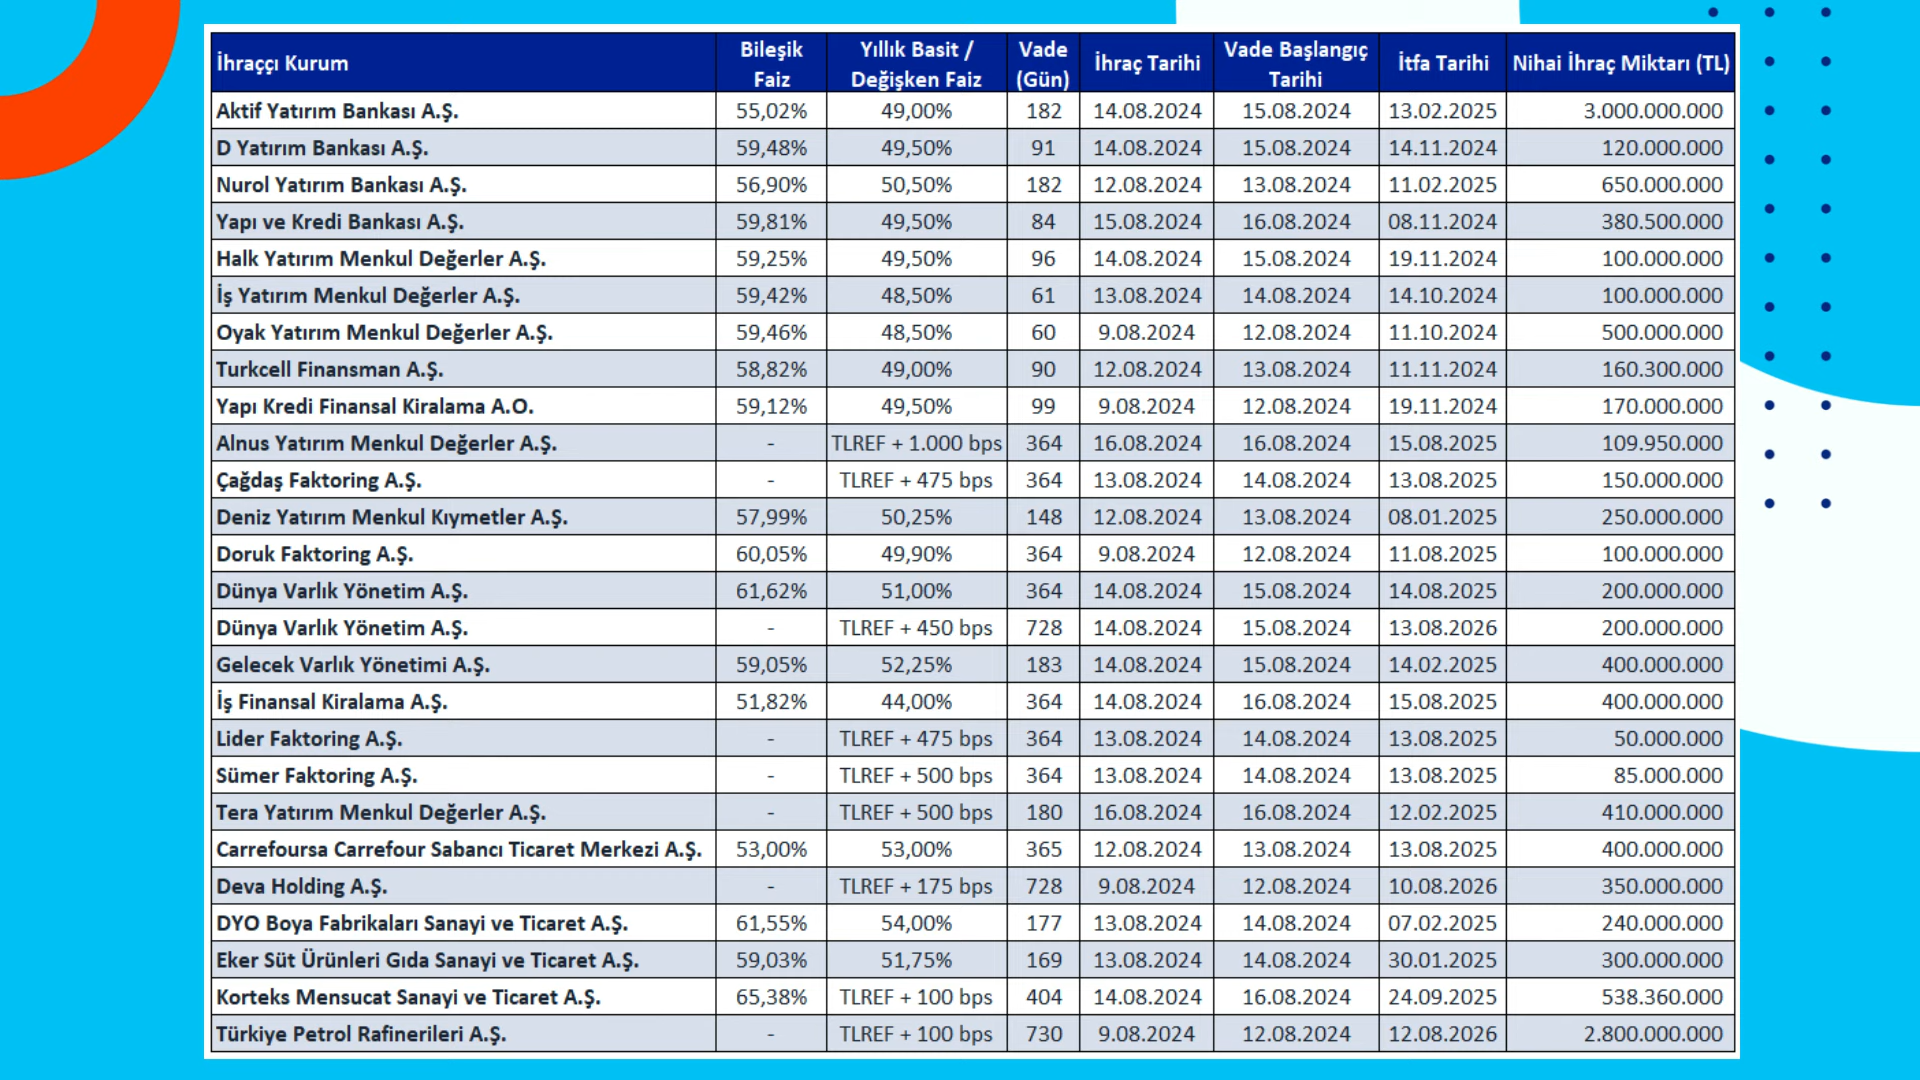 İhraççı Kurum Bileşik Faiz Yıllık Basit / Değişken Faiz Vade (Gün) İhraç Tarihi Vade Başlangıç Tarihi İtfa Tarihi Nihai İhraç Miktarı (TL)
Aktif Yatırım Bankası A.Ş. 55,02% 49,00% 182 14.08.2024 15.08.2024 13.02.2025 3.000.000.000
D Yatırım Bankası A.Ş. 59,48% 49,50% 91 14.08.2024 15.08.2024 14.11.2024 120.000.000
Nurol Yatırım Bankası A.Ş. 56,90% 50,50% 182 12.08.2024 13.08.2024 11.02.2025 650.000.000
Yapı ve Kredi Bankası A.Ş. 59,81% 49,50% 84 15.08.2024 16.08.2024 08.11.2024 380.500.000
Halk Yatırım Menkul Değerler A.Ş. 59,25% 49,50% 96 14.08.2024 15.08.2024 19.11.2024 100.000.000
İş Yatırım Menkul Değerler A.Ş. 59,42% 48,50% 61 13.08.2024 14.08.2024 14.10.2024 100.000.000
Oyak Yatırım Menkul Değerler A.Ş. 59,46% 48,50% 60 9.08.2024 12.08.2024 11.10.2024 500.000.000
Turkcell Finansman A.Ş. 58,82% 49,00% 90 12.08.2024 13.08.2024 11.11.2024 160.300.000
Yapı Kredi Finansal Kiralama A.O. 59,12% 49,50% 99 9.08.2024 12.08.2024 19.11.2024 170.000.000
Alnus Yatırım Menkul Değerler A.Ş. - TLREF + 1.000 bps 364 16.08.2024 16.08.2024 15.08.2025 109.950.000
Çağdaş Faktoring A.Ş. - TLREF + 475 bps 364 13.08.2024 14.08.2024 13.08.2025 150.000.000
Deniz Yatırım Menkul Kıymetler A.Ş. 57,99% 50,25% 148 12.08.2024 13.08.2024 08.01.2025 250.000.000
Doruk Faktoring A.Ş. 60,05% 49,90% 364 9.08.2024 12.08.2024 11.08.2025 100.000.000
Dünya Varlık Yönetim A.Ş. 61,62% 51,00% 364 14.08.2024 15.08.2024 14.08.2025 200.000.000
Dünya Varlık Yönetim A.Ş. - TLREF + 450 bps 728 14.08.2024 15.08.2024 13.08.2026 200.000.000
Gelecek Varlık Yönetimi A.Ş. 59,05% 52,25% 183 14.08.2024 15.08.2024 14.02.2025 400.000.000
İş Finansal Kiralama A.Ş. 51,82% 44,00% 364 14.08.2024 16.08.2024 15.08.2025 400.000.000
Lider Faktoring A.Ş. - TLREF + 475 bps 364 13.08.2024 14.08.2024 13.08.2025 50.000.000
Sümer Faktoring A.Ş. - TLREF + 500 bps 364 13.08.2024 14.08.2024 13.08.2025 85.000.000
Tera Yatırım Menkul Değerler A.Ş. - TLREF + 500 bps 180 16.08.2024 16.08.2024 12.02.2025 410.000.000
Carrefoursa Carrefour Sabancı Ticaret Merkezi A.Ş. 53,00% 53,00% 365 12.08.2024 13.08.2024 13.08.2025 400.000.000
Deva Holding A.Ş. - TLREF + 175 bps 728 9.08.2024 12.08.2024 10.08.2026 350.000.000
DYO Boya Fabrikaları Sanayi ve Ticaret A.Ş. 61,55% 54,00% 177 13.08.2024 14.08.2024 07.02.2025 240.000.000
Eker Süt Ürünleri Gıda Sanayi ve Ticaret A.Ş. 59,03% 51,75% 169 13.08.2024 14.08.2024 30.01.2025 300.000.000
Korteks Mensucat Sanayi ve Ticaret A.Ş. 65,38% TLREF + 100 bps 404 14.08.2024 16.08.2024 24.09.2025 538.360.000
Türkiye Petrol Rafinerileri A.Ş. - TLREF + 100 bps 730 9.08.2024 12.08.2024 12.08.2026 2.800.000.000